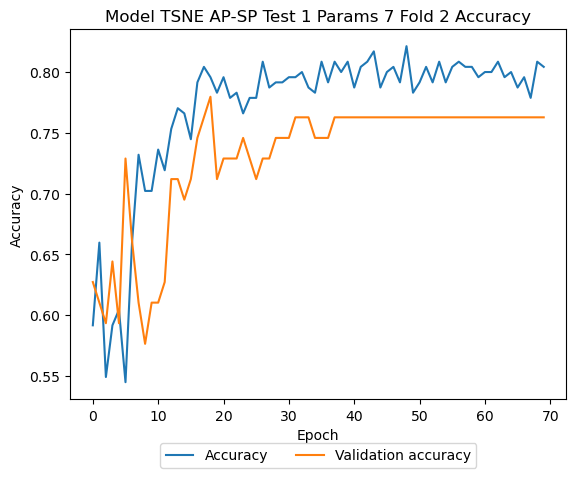 Model TSNE AP-SP Test 1 Params 7 Fold 2 Accuracy
0.80
0.75
0.70
0.65
0.60
0.55
Accuracy
0 10 20 30 40 50 60 70
Epoch
Accuracy Validation accuracy